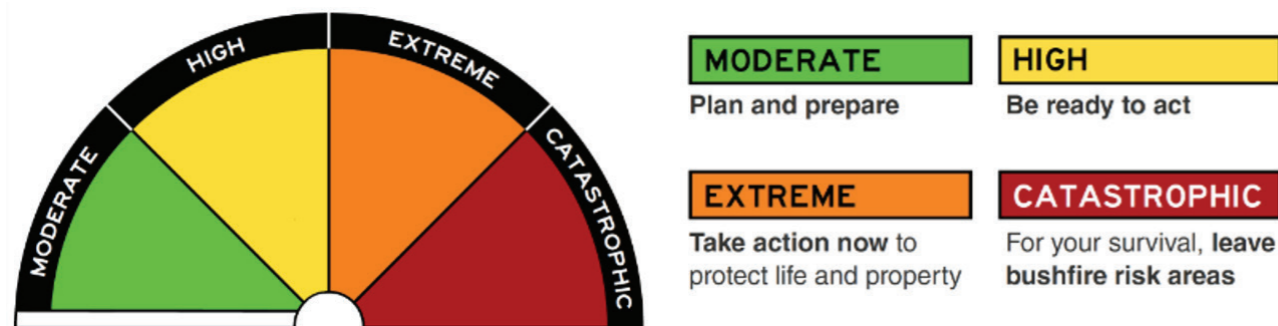 MODERATE
HIGH
EXTREME
CATASTROPHIC
MODERATE
Plan and prepare
HIGH
Be ready to act
EXTREME
Take action now to
protect life and property
CATASTROPHIC
For your survival, leave
bushfire risk areas